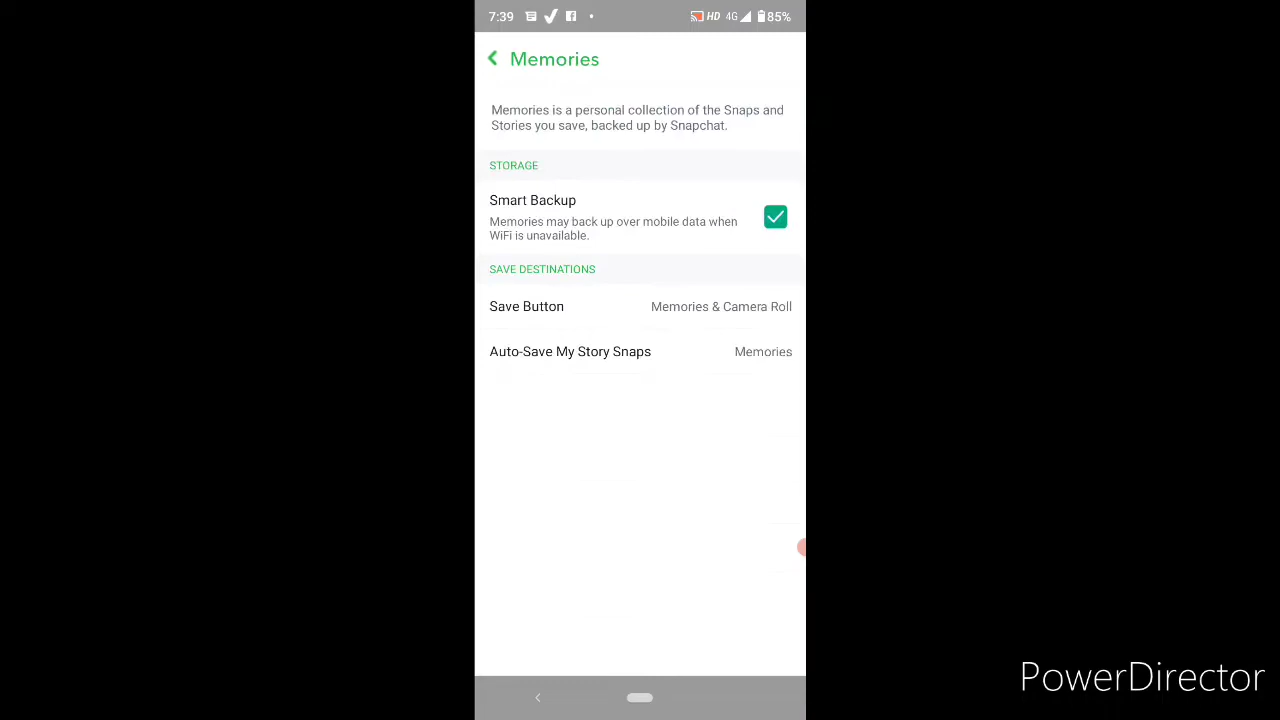 7:39 HD 4G 85%
Memories
Memories is a personal collection of the Snaps and
Stories you save, backed up by Snapchat.
STORAGE
Smart Backup
Memories may back up over mobile data when
WiFi is unavailable.
SAVE DESTINATIONS
Save Button Memories & Camera Roll
Auto-Save My Story Snaps Memories
PowerDirector